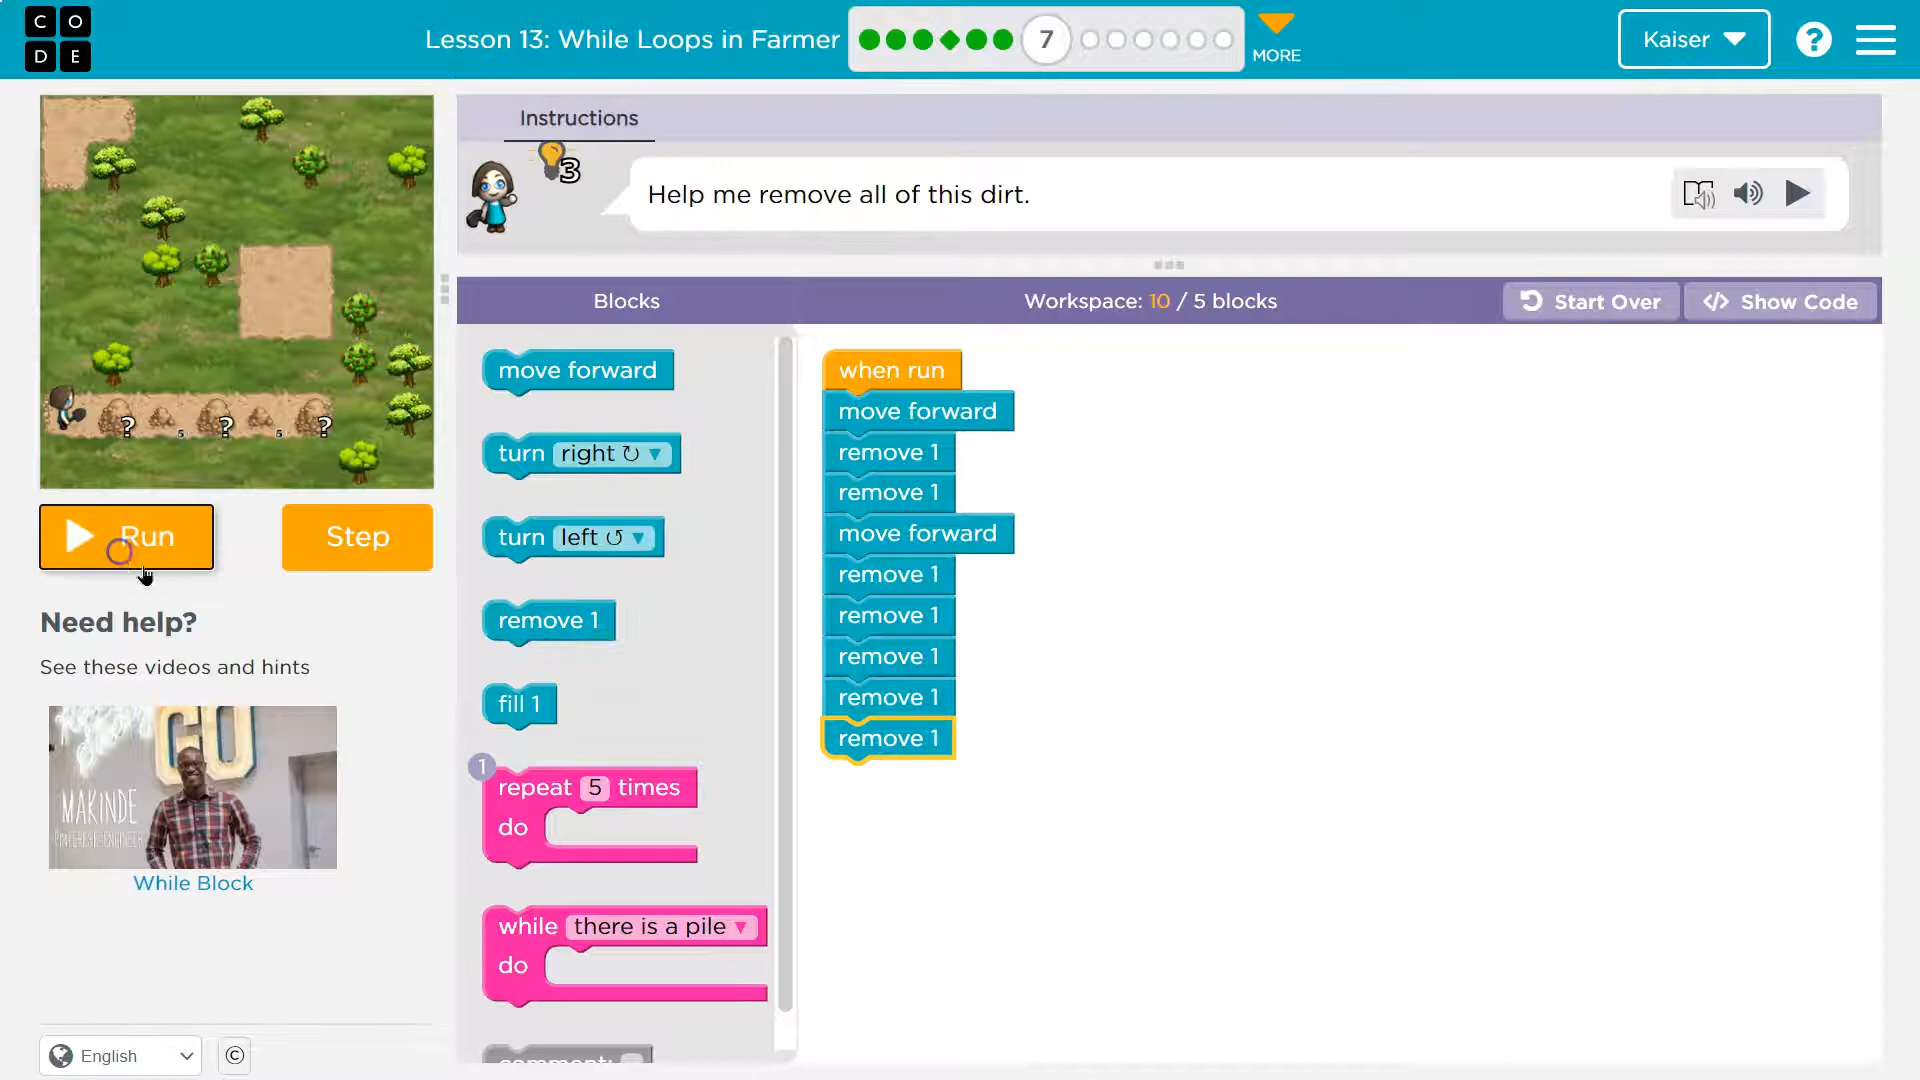 C O
D E
Lesson 13: While Loops in Farmer
7
MORE
Kaiser
?
Instructions
3
Help me remove all of this dirt.
Blocks
Workspace: 10 / 5 blocks
Start Over
</> Show Code
move forward
turn right ↻ ▼
turn left ↺ ▼
remove 1
fill 1
1
repeat 5 times
do
while there is a pile ▼
do
comment:
when run
move forward
remove 1
remove 1
move forward
remove 1
remove 1
remove 1
remove 1
remove 1
? 5 ? 5 ?
Run
Step
Need help?
See these videos and hints
GO
MAKINDE
While Block
English
©